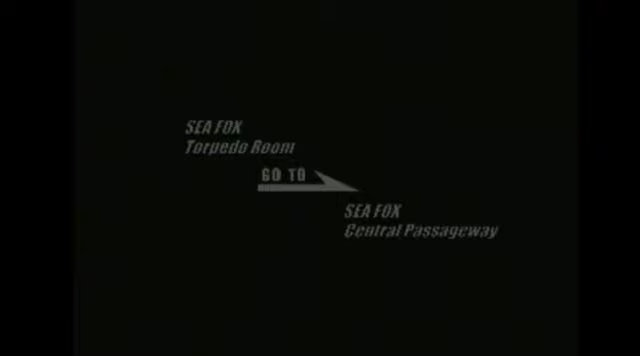 SEA FOX
Torpedo Room
GO TO
SEA FOX
Central Passageway